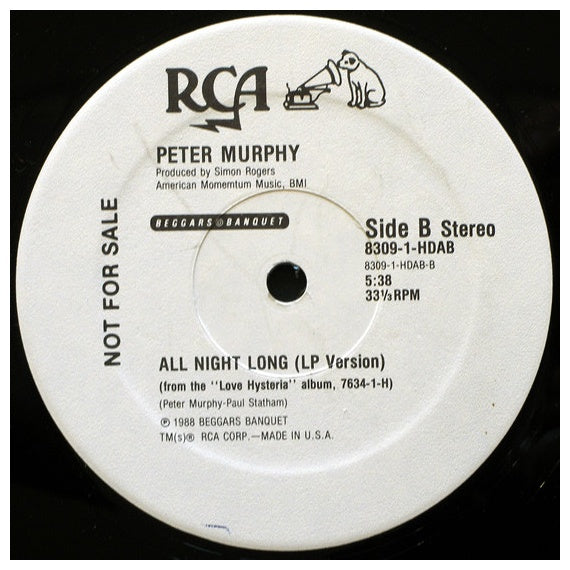 RCA
PETER MURPHY
Produced by Simon Rogers
American Momentum Music, BMI
BEGGARS BANQUET
Side B Stereo
8309-1-HDAB
8309-1-HDAB-B
5:38
33⅓ RPM
NOT FOR SALE
ALL NIGHT LONG (LP Version)
(from the "Love Hysteria" album, 7634-1-H)
(Peter Murphy-Paul Statham)
℗ 1988 BEGGARS BANQUET
TM(s)® RCA CORP.—MADE IN U.S.A.